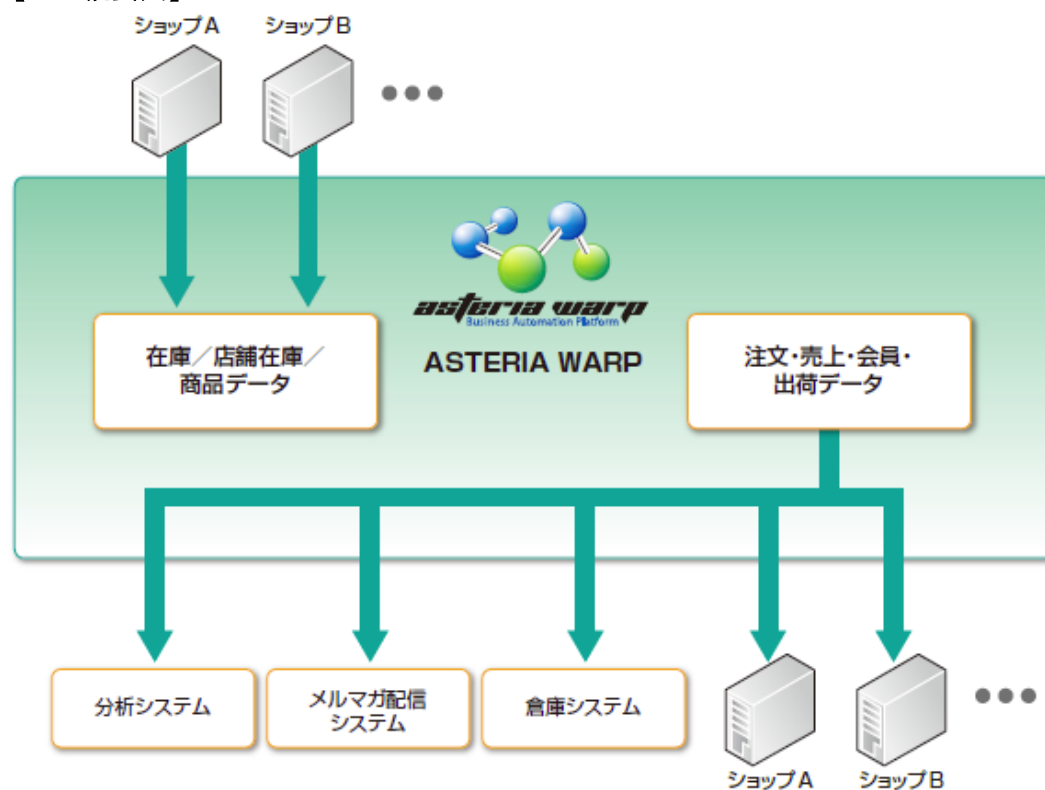 ショップA
ショップB
asteria warp
Business Automation Platform
ASTERIA WARP
在庫／店舗在庫／
商品データ
注文・売上・会員・
出荷データ
分析システム
メルマガ配信
システム
倉庫システム
ショップA
ショップB